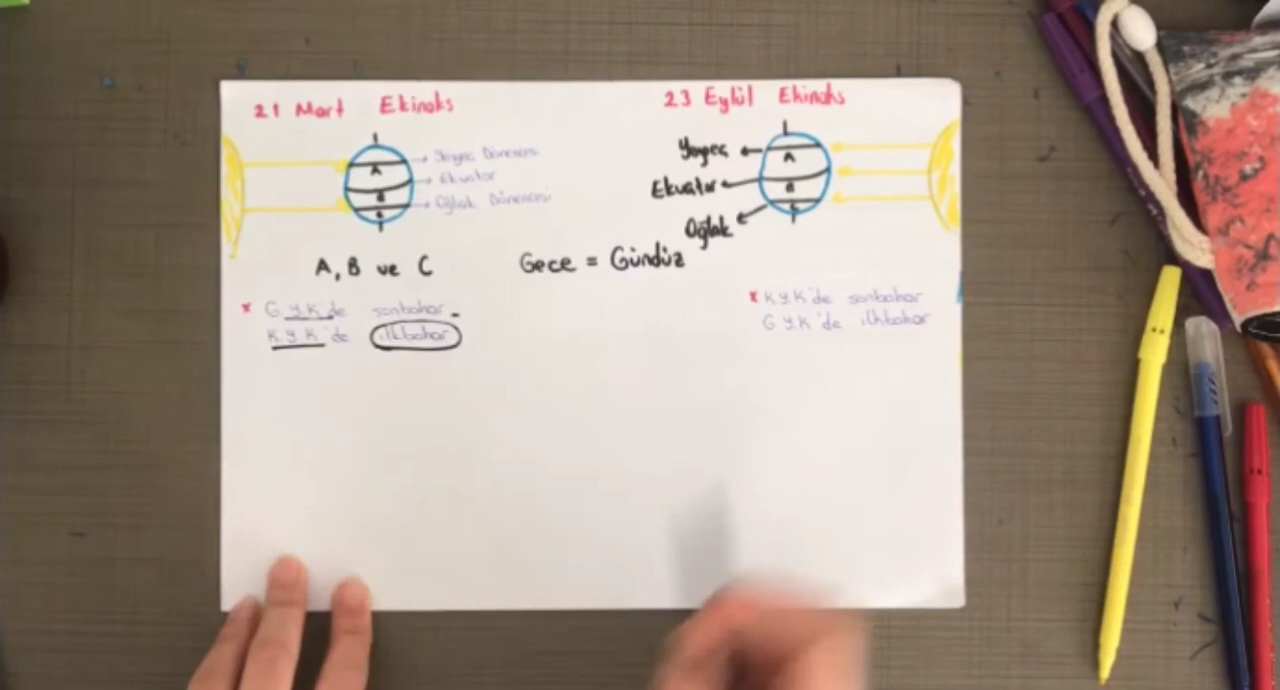 21 Mart Ekinoks
Yengeç Dönencesi
A
Ekvator
B
Oğlak Dönencesi
C
A, B ve C
* G.Y.K'de sonbahar
K.Y.K'de ilkbahar
Gece = Gündüz
23 Eylül Ekinoks
Yengeç
A
Ekvator
B
Oğlak
C
* K.Y.K'de sonbahar
G.Y.K'de ilkbahar